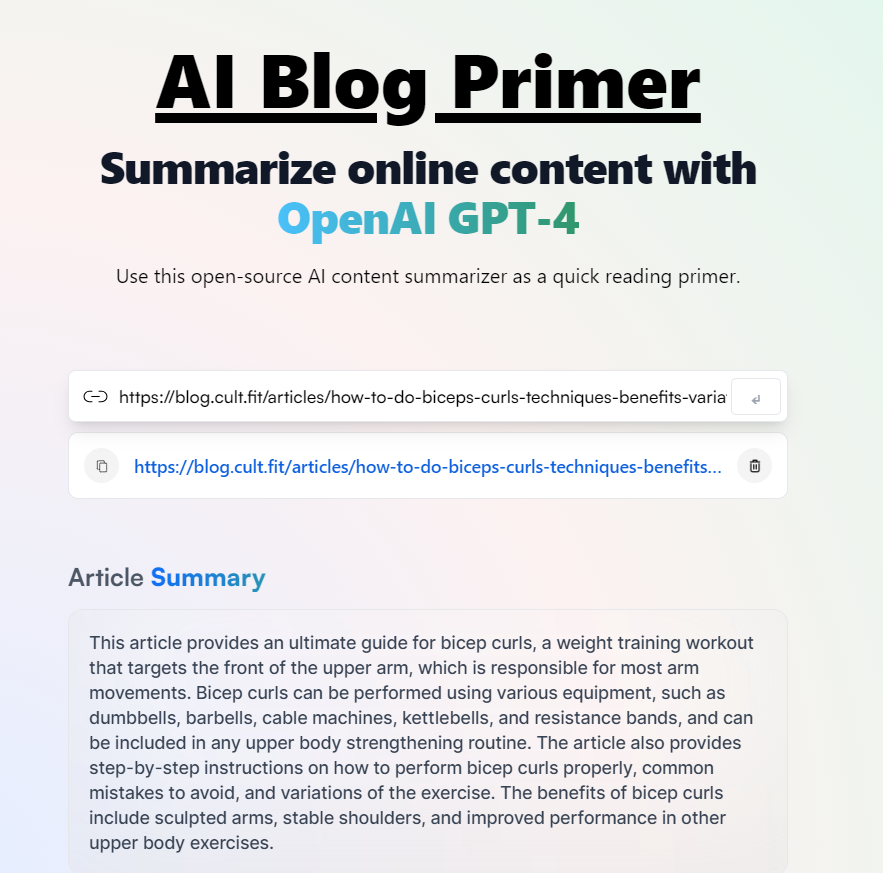 AI Blog Primer
Summarize online content with
OpenAI GPT-4
Use this open-source AI content summarizer as a quick reading primer.
https://blog.cult.fit/articles/how-to-do-biceps-curls-techniques-benefits-varia
https://blog.cult.fit/articles/how-to-do-biceps-curls-techniques-benefits...
Article Summary
This article provides an ultimate guide for bicep curls, a weight training workout
that targets the front of the upper arm, which is responsible for most arm
movements. Bicep curls can be performed using various equipment, such as
dumbbells, barbells, cable machines, kettlebells, and resistance bands, and can
be included in any upper body strengthening routine. The article also provides
step-by-step instructions on how to perform bicep curls properly, common
mistakes to avoid, and variations of the exercise. The benefits of bicep curls
include sculpted arms, stable shoulders, and improved performance in other
upper body exercises.